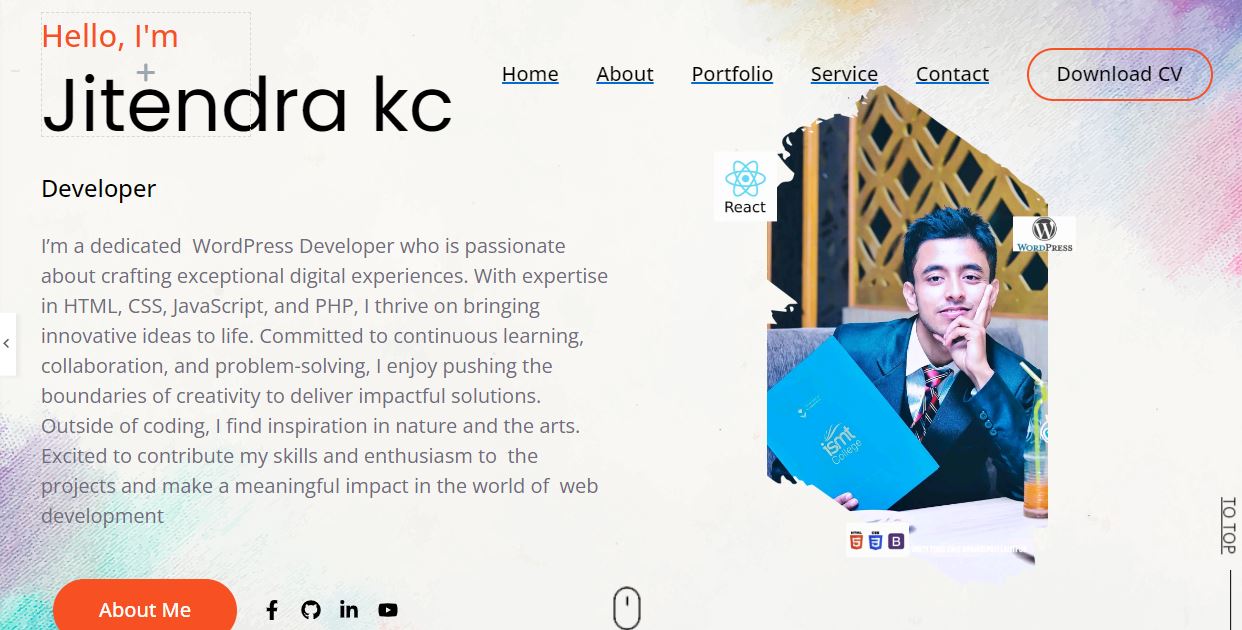 Hello, I'm
Jitendra kc
Home About Portfolio Service Contact Download CV
Developer
I’m a dedicated  WordPress Developer who is passionate
about crafting exceptional digital experiences. With expertise
in HTML, CSS, JavaScript, and PHP, I thrive on bringing
innovative ideas to life. Committed to continuous learning,
collaboration, and problem-solving, I enjoy pushing the
boundaries of creativity to deliver impactful solutions.
Outside of coding, I find inspiration in nature and the arts.
Excited to contribute my skills and enthusiasm to  the
projects and make a meaningful impact in the world of  web
development
About Me
React
WORDPRESS
ismt
College
HTML
5
CSS
3
B
TO TOP